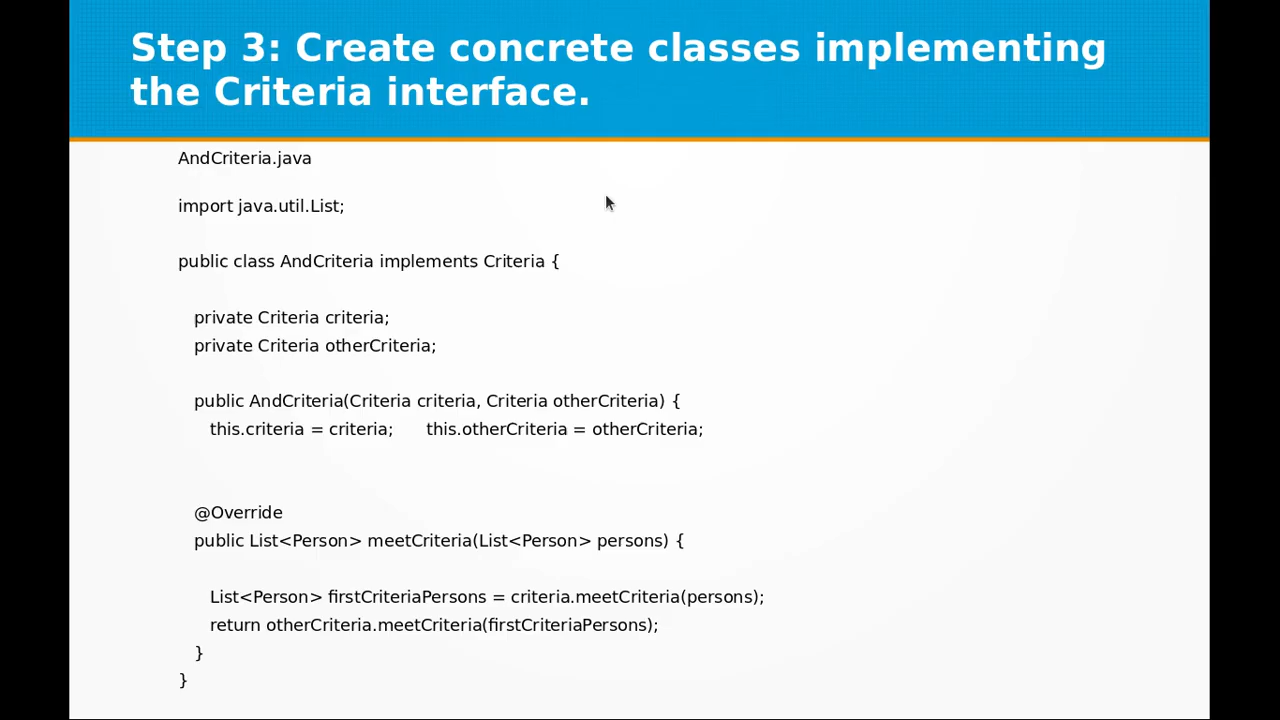 Step 3: Create concrete classes implementing
the Criteria interface.
AndCriteria.java
import java.util.List;
public class AndCriteria implements Criteria {
private Criteria criteria;
private Criteria otherCriteria;
public AndCriteria(Criteria criteria, Criteria otherCriteria) {
this.criteria = criteria; this.otherCriteria = otherCriteria;
@Override
public List<Person> meetCriteria(List<Person> persons) {
List<Person> firstCriteriaPersons = criteria.meetCriteria(persons);
return otherCriteria.meetCriteria(firstCriteriaPersons);
}
}